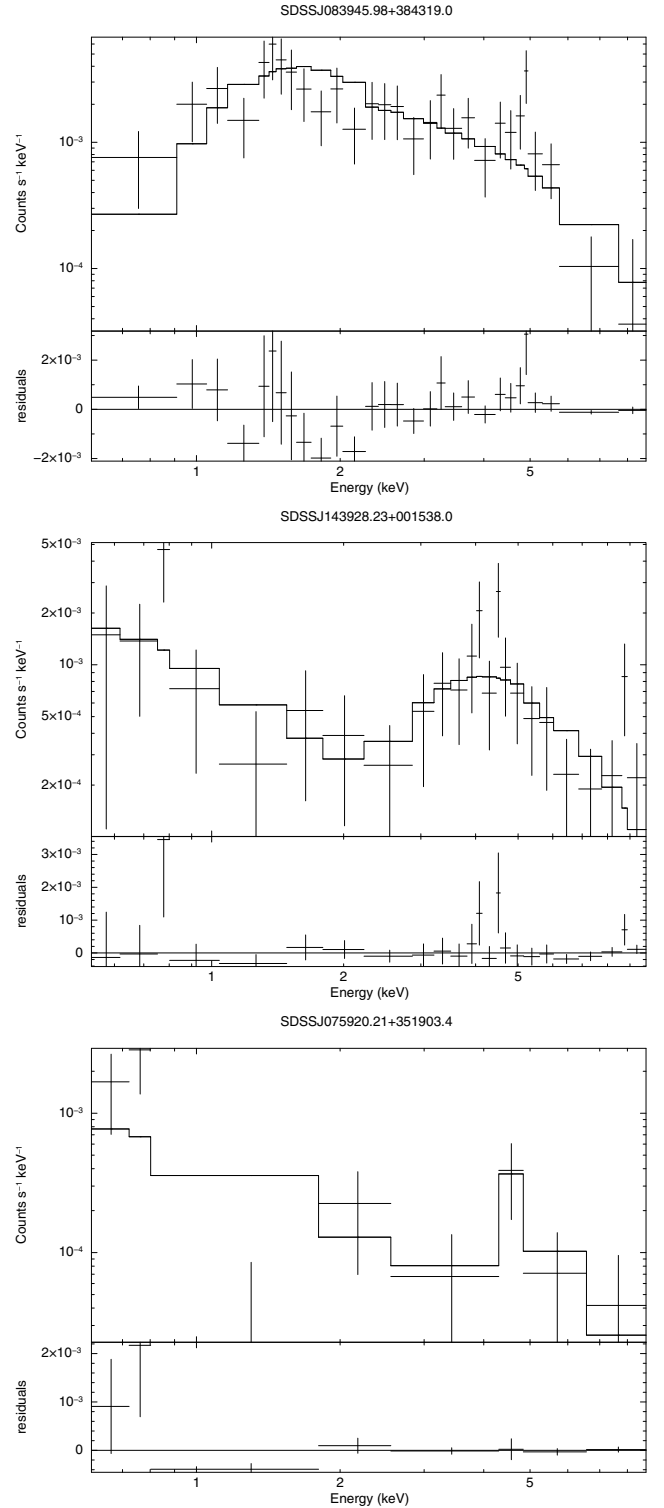 SDSSJ083945.98+384319.0
Counts s⁻¹ keV⁻¹
10⁻³
10⁻⁴
residuals
2×10⁻³
0
−2×10⁻³
1 2 5
Energy (keV)
SDSSJ143928.23+001538.0
Counts s⁻¹ keV⁻¹
5×10⁻³
2×10⁻³
10⁻³
5×10⁻⁴
2×10⁻⁴
residuals
3×10⁻³
2×10⁻³
10⁻³
0
1 2 5
Energy (keV)
SDSSJ075920.21+351903.4
Counts s⁻¹ keV⁻¹
10⁻³
10⁻⁴
residuals
2×10⁻³
10⁻³
0
1 2 5
Energy (keV)